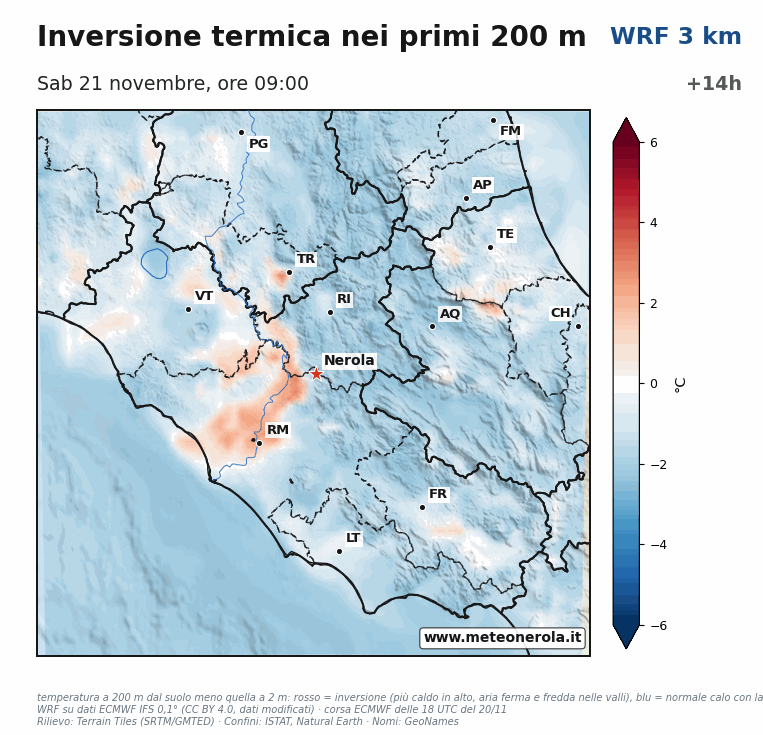 Inversione termica nei primi 200 m
WRF 3 km
Sab 21 novembre, ore 09:00
+14h
PG
FM
AP
TE
TR
VT
RI
AQ
CH
Nerola
RM
FR
LT
www.meteonerola.it
6
4
2
0
−2
−4
−6
°C
temperatura a 200 m dal suolo meno quella a 2 m: rosso = inversione (più caldo in alto, aria ferma e fredda nelle valli), blu = normale calo con la
WRF su dati ECMWF IFS 0,1° (CC BY 4.0, dati modificati) · corsa ECMWF delle 18 UTC del 20/11
Rilievo: Terrain Tiles (SRTM/GMTED) · Confini: ISTAT, Natural Earth · Nomi: GeoNames